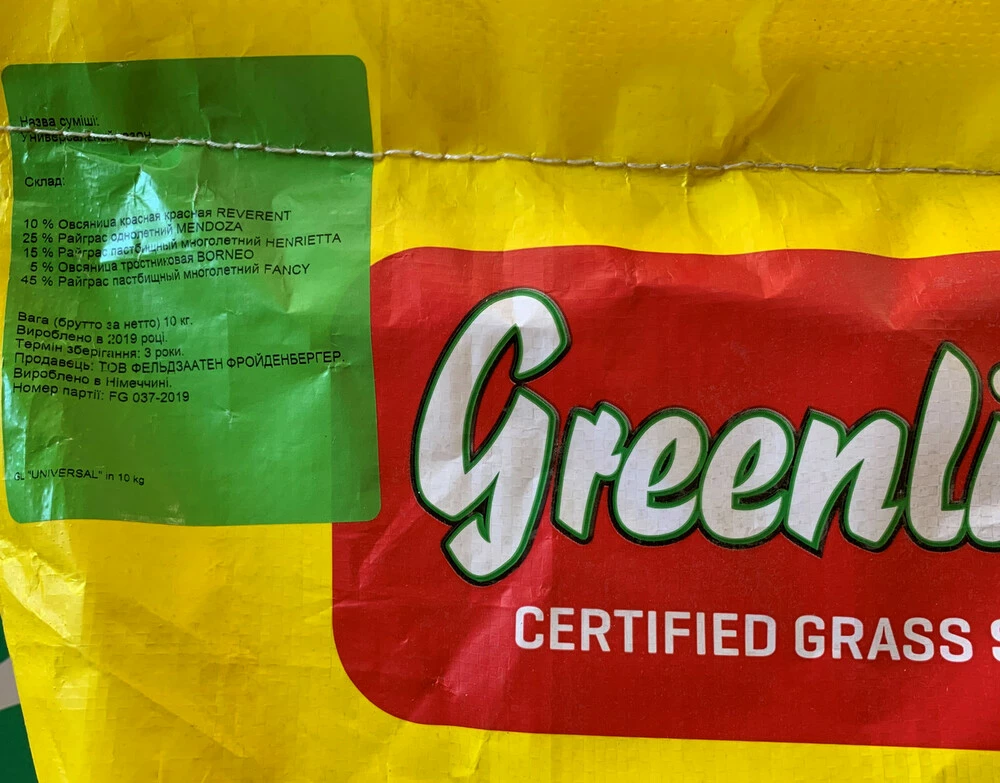 Назва суміші:
Универсальный газон
Склад:
10 % Овсяница красная красная REVERENT
25 % Райграс однолетний MENDOZA
15 % Райграс пастбищный многолетний HENRIETTA
5 % Овсяница тростниковая BORNEO
45 % Райграс пастбищный многолетний FANCY
Вага (брутто за нетто) 10 кг.
Вироблено в 2019 році.
Термін зберігання: 3 роки.
Продавець: ТОВ ФЕЛЬДЗААТЕН ФРОЙДЕНБЕРГЕР.
Вироблено в Німеччині.
Номер партії: FG 037-2019
GL "UNIVERSAL" in 10 kg
Greenli
CERTIFIED GRASS S